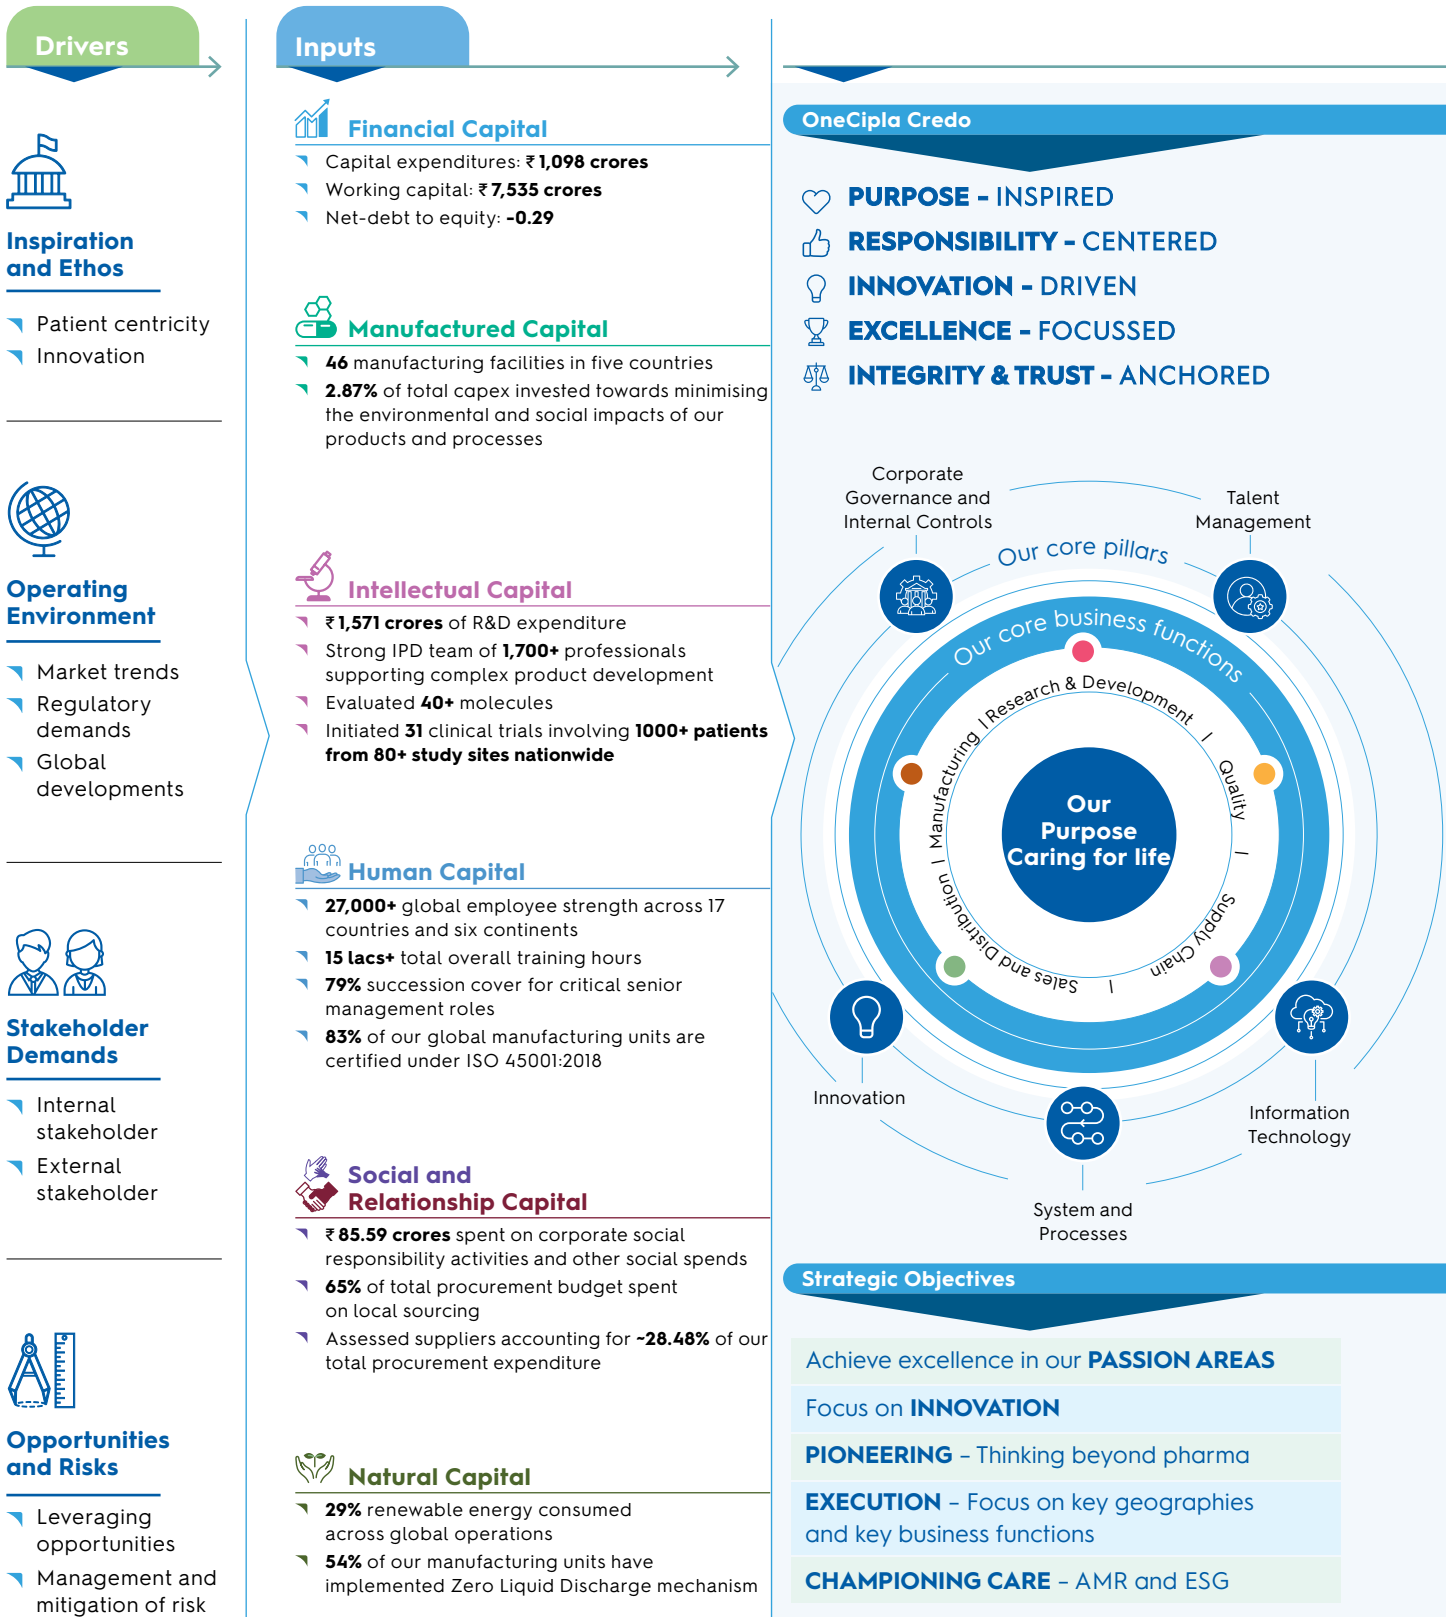 Drivers
Inspiration
and Ethos
Patient centricity
Innovation
Operating
Environment
Market trends
Regulatory
demands
Global
developments
Stakeholder
Demands
Internal
stakeholder
External
stakeholder
Opportunities
and Risks
Leveraging
opportunities
Management and
mitigation of risk
Inputs
Financial Capital
Capital expenditures: ₹ 1,098 crores
Working capital: ₹ 7,535 crores
Net-debt to equity: -0.29
Manufactured Capital
46 manufacturing facilities in five countries
2.87% of total capex invested towards minimising
the environmental and social impacts of our
products and processes
Intellectual Capital
₹ 1,571 crores of R&D expenditure
Strong IPD team of 1,700+ professionals
supporting complex product development
Evaluated 40+ molecules
Initiated 31 clinical trials involving 1000+ patients
from 80+ study sites nationwide
Human Capital
27,000+ global employee strength across 17
countries and six continents
15 lacs+ total overall training hours
79% succession cover for critical senior
management roles
83% of our global manufacturing units are
certified under ISO 45001:2018
Social and
Relationship Capital
₹ 85.59 crores spent on corporate social
responsibility activities and other social spends
65% of total procurement budget spent
on local sourcing
Assessed suppliers accounting for ~28.48% of our
total procurement expenditure
Natural Capital
29% renewable energy consumed
across global operations
54% of our manufacturing units have
implemented Zero Liquid Discharge mechanism
OneCipla Credo
PURPOSE - INSPIRED
RESPONSIBILITY - CENTERED
INNOVATION - DRIVEN
EXCELLENCE - FOCUSSED
INTEGRITY & TRUST - ANCHORED
Corporate
Governance and
Internal Controls
Talent
Management
Our core pillars
Our core business functions
Research & Development |
Quality |
Supply Chain |
Sales and Distribution |
Manufacturing |
Our
Purpose
Caring for life
Innovation
Information
Technology
System and
Processes
Strategic Objectives
Achieve excellence in our PASSION AREAS
Focus on INNOVATION
PIONEERING – Thinking beyond pharma
EXECUTION – Focus on key geographies
and key business functions
CHAMPIONING CARE – AMR and ESG